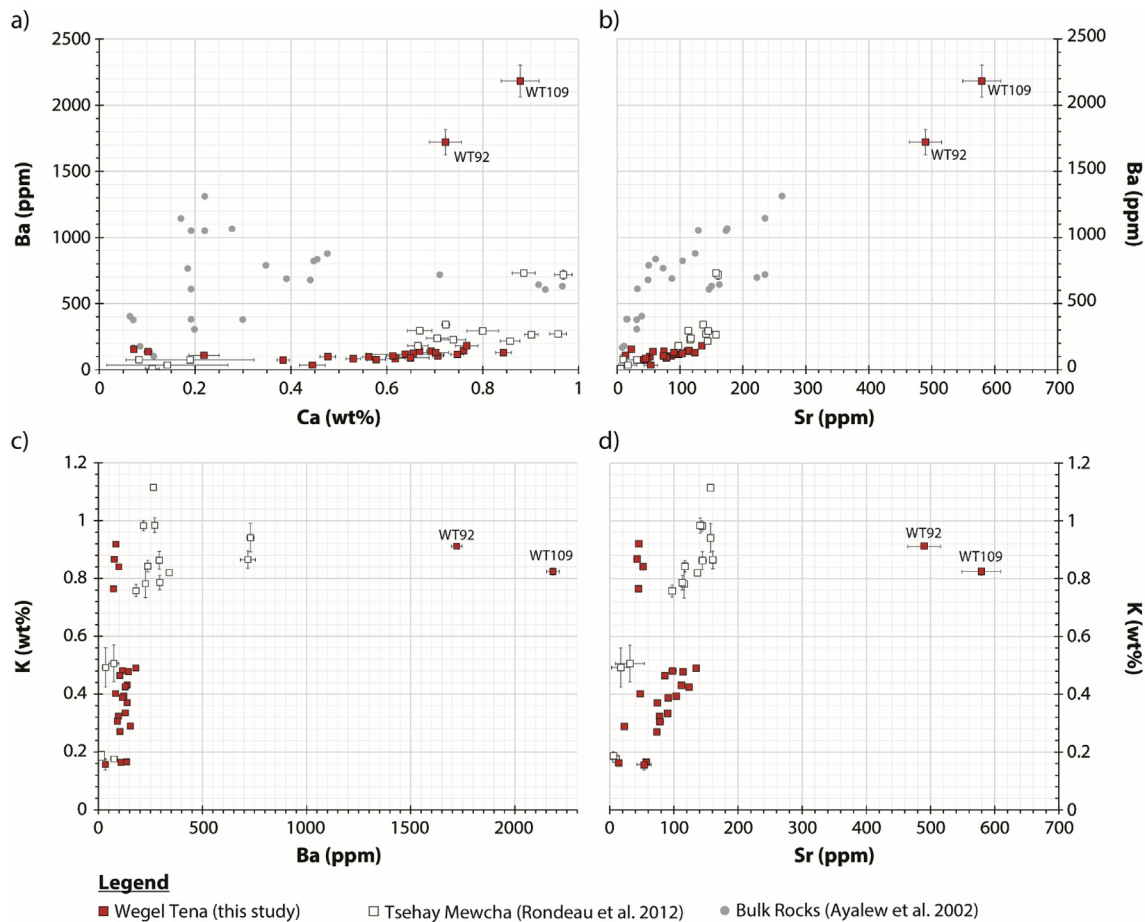 a)
b)
2500
2000
1500
1000
500
0
Ba (ppm)
WT109
WT92
0
0.2
0.4
0.6
0.8
1
Ca (wt%)
WT109
WT92
2500
2000
1500
1000
500
0
Ba (ppm)
0
100
200
300
400
500
600
700
Sr (ppm)
c)
d)
1.2
1
0.8
0.6
0.4
0.2
0
K (wt%)
WT92
WT109
0
500
1000
1500
2000
Ba (ppm)
WT92
WT109
1.2
1
0.8
0.6
0.4
0.2
0
K (wt%)
0
100
200
300
400
500
600
700
Sr (ppm)
Legend
Wegel Tena (this study)
Tsehay Mewcha (Rondeau et al. 2012)
Bulk Rocks (Ayalew et al. 2002)